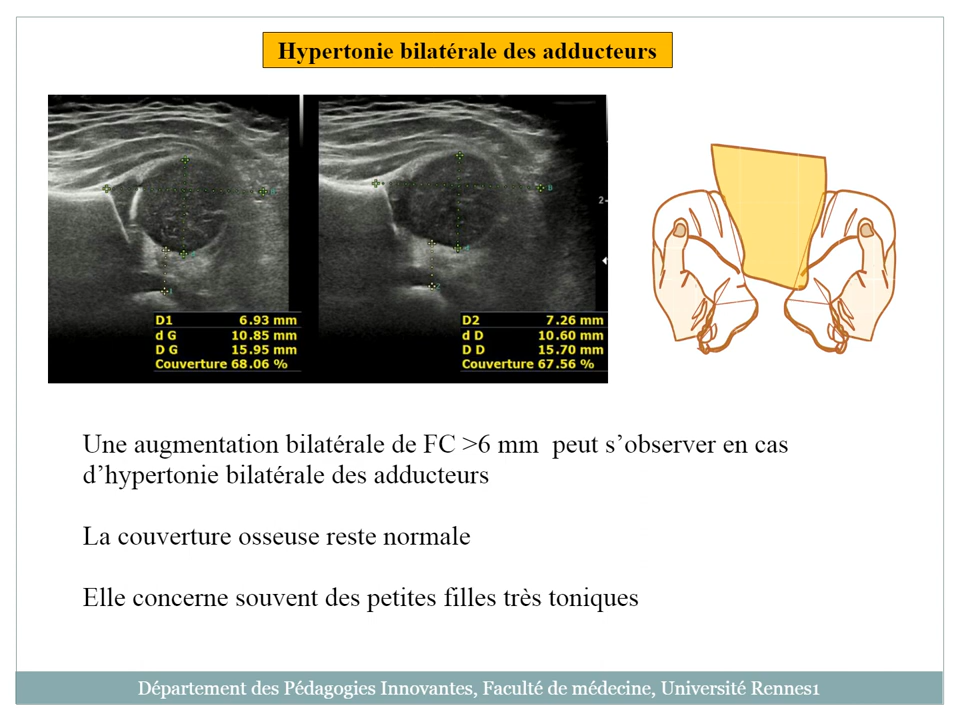 Hypertonie bilatérale des adducteurs
D1 6.93 mm
d G 10.85 mm
D G 15.95 mm
Couverture 68.06 %
D2 7.26 mm
d D 10.60 mm
D D 15.70 mm
Couverture 67.56 %
2-
Une augmentation bilatérale de FC >6 mm peut s’observer en cas
d’hypertonie bilatérale des adducteurs
La couverture osseuse reste normale
Elle concerne souvent des petites filles très toniques
Département des Pédagogies Innovantes, Faculté de médecine, Université Rennes1